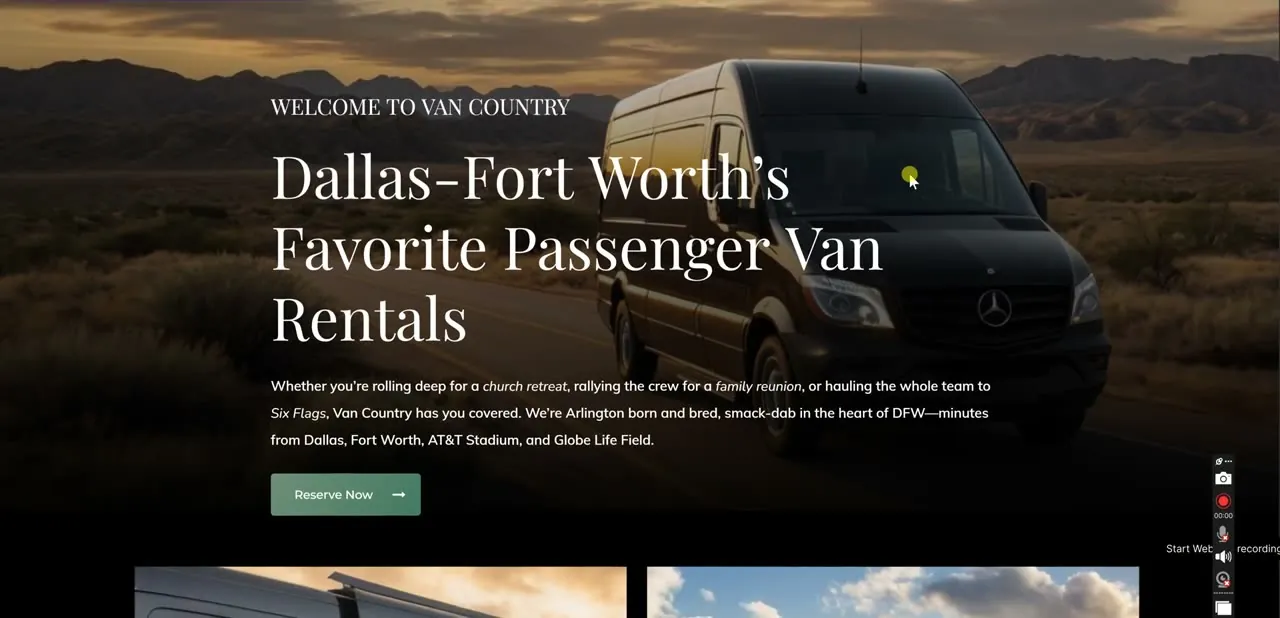 WELCOME TO VAN COUNTRY
Dallas-Fort Worth's
Favorite Passenger Van
Rentals
Whether you're rolling deep for a church retreat, rallying the crew for a family reunion, or hauling the whole team to
Six Flags, Van Country has you covered. We're Arlington born and bred, smack-dab in the heart of DFW—minutes
from Dallas, Fort Worth, AT&T Stadium, and Globe Life Field.
Reserve Now
00:00
Start Web recording